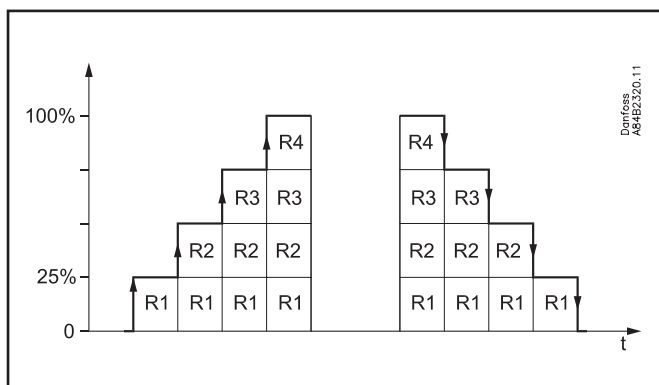 Danfoss
A84B2320.11
100%
R4 R4
R3 R3 R3 R3
R2 R2 R2 R2 R2 R2
25%
R1 R1 R1 R1 R1 R1 R1 R1
0
t